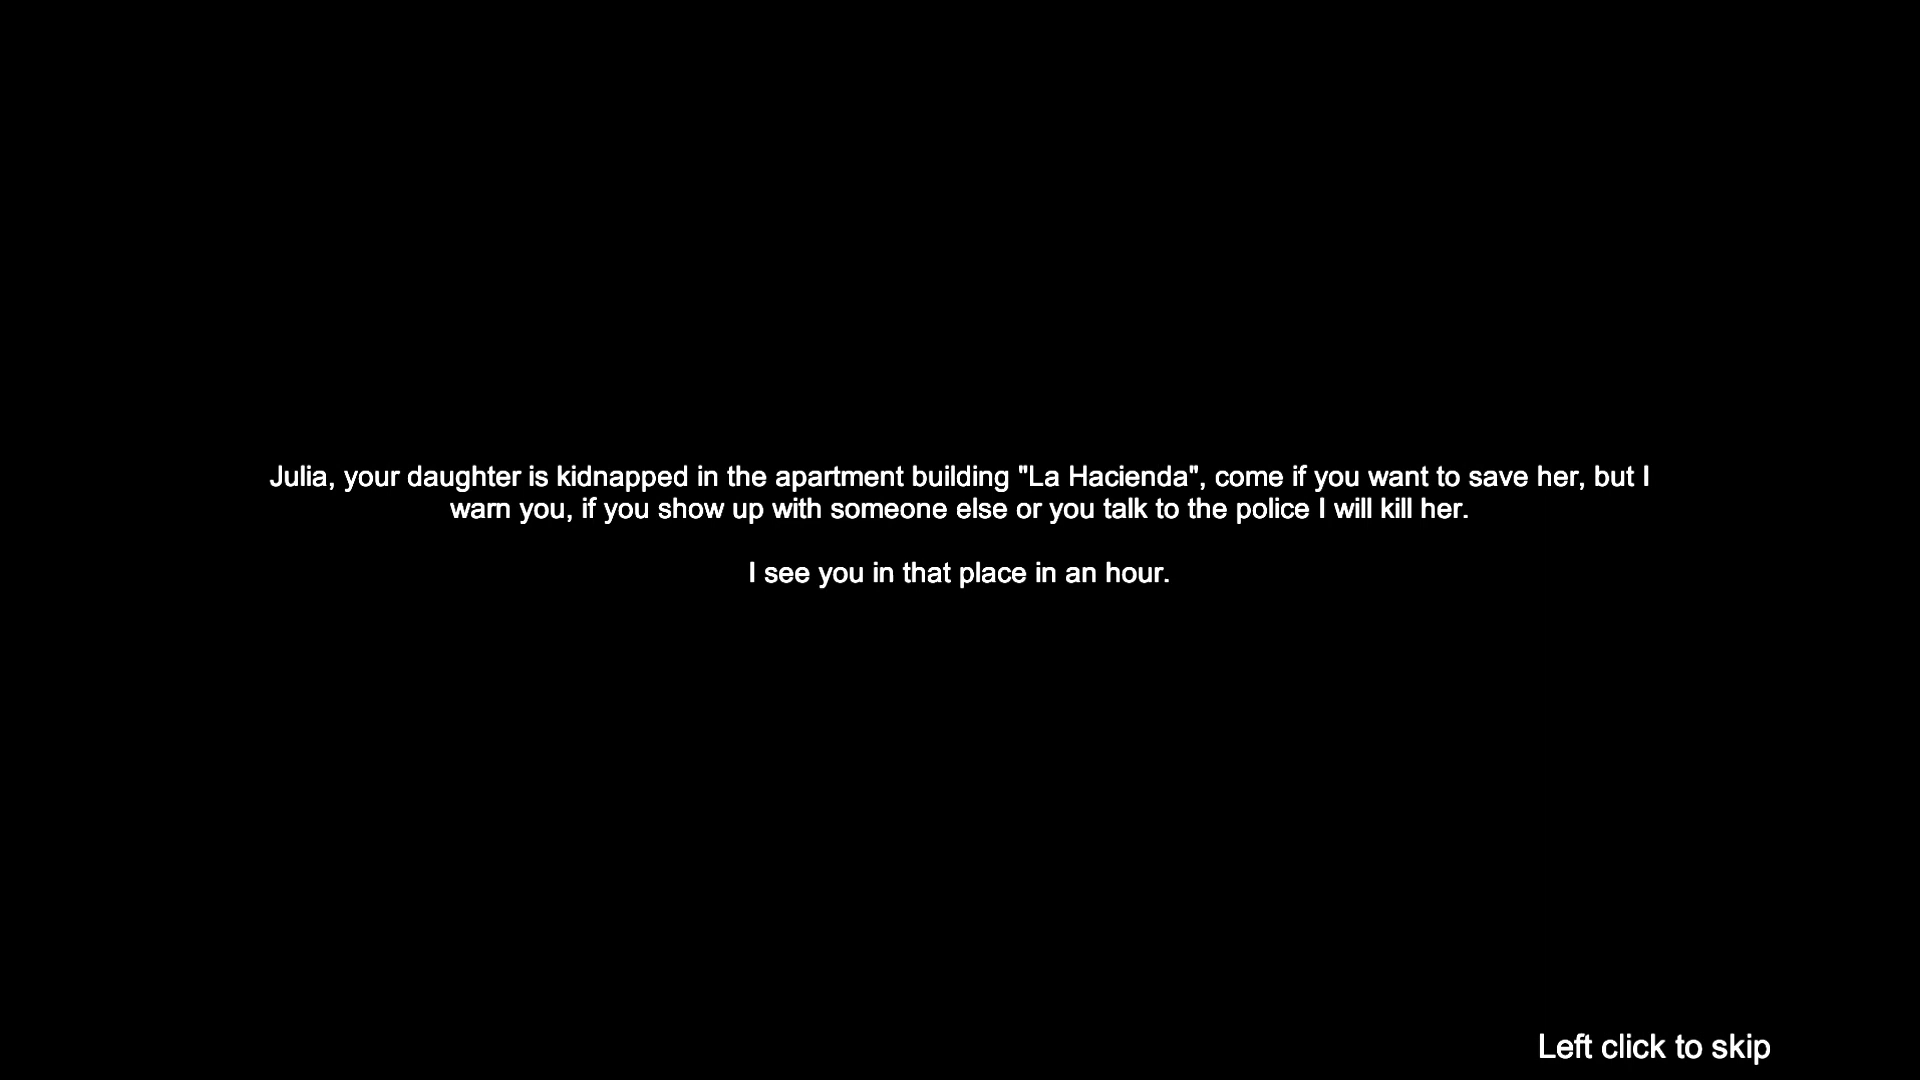 Julia, your daughter is kidnapped in the apartment building "La Hacienda", come if you want to save her, but I
warn you, if you show up with someone else or you talk to the police I will kill her.
I see you in that place in an hour.
Left click to skip